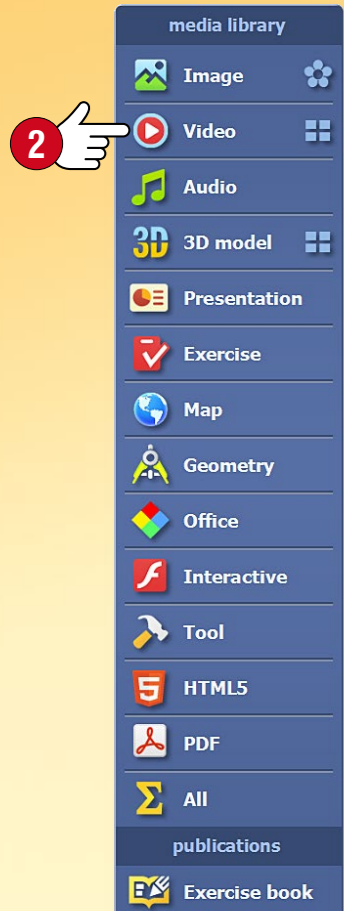 media library
Image
2
Video
Audio
3D 3D model
Presentation
Exercise
Map
Geometry
Office
Interactive
Tool
5 HTML5
PDF
Σ All
publications
Exercise book